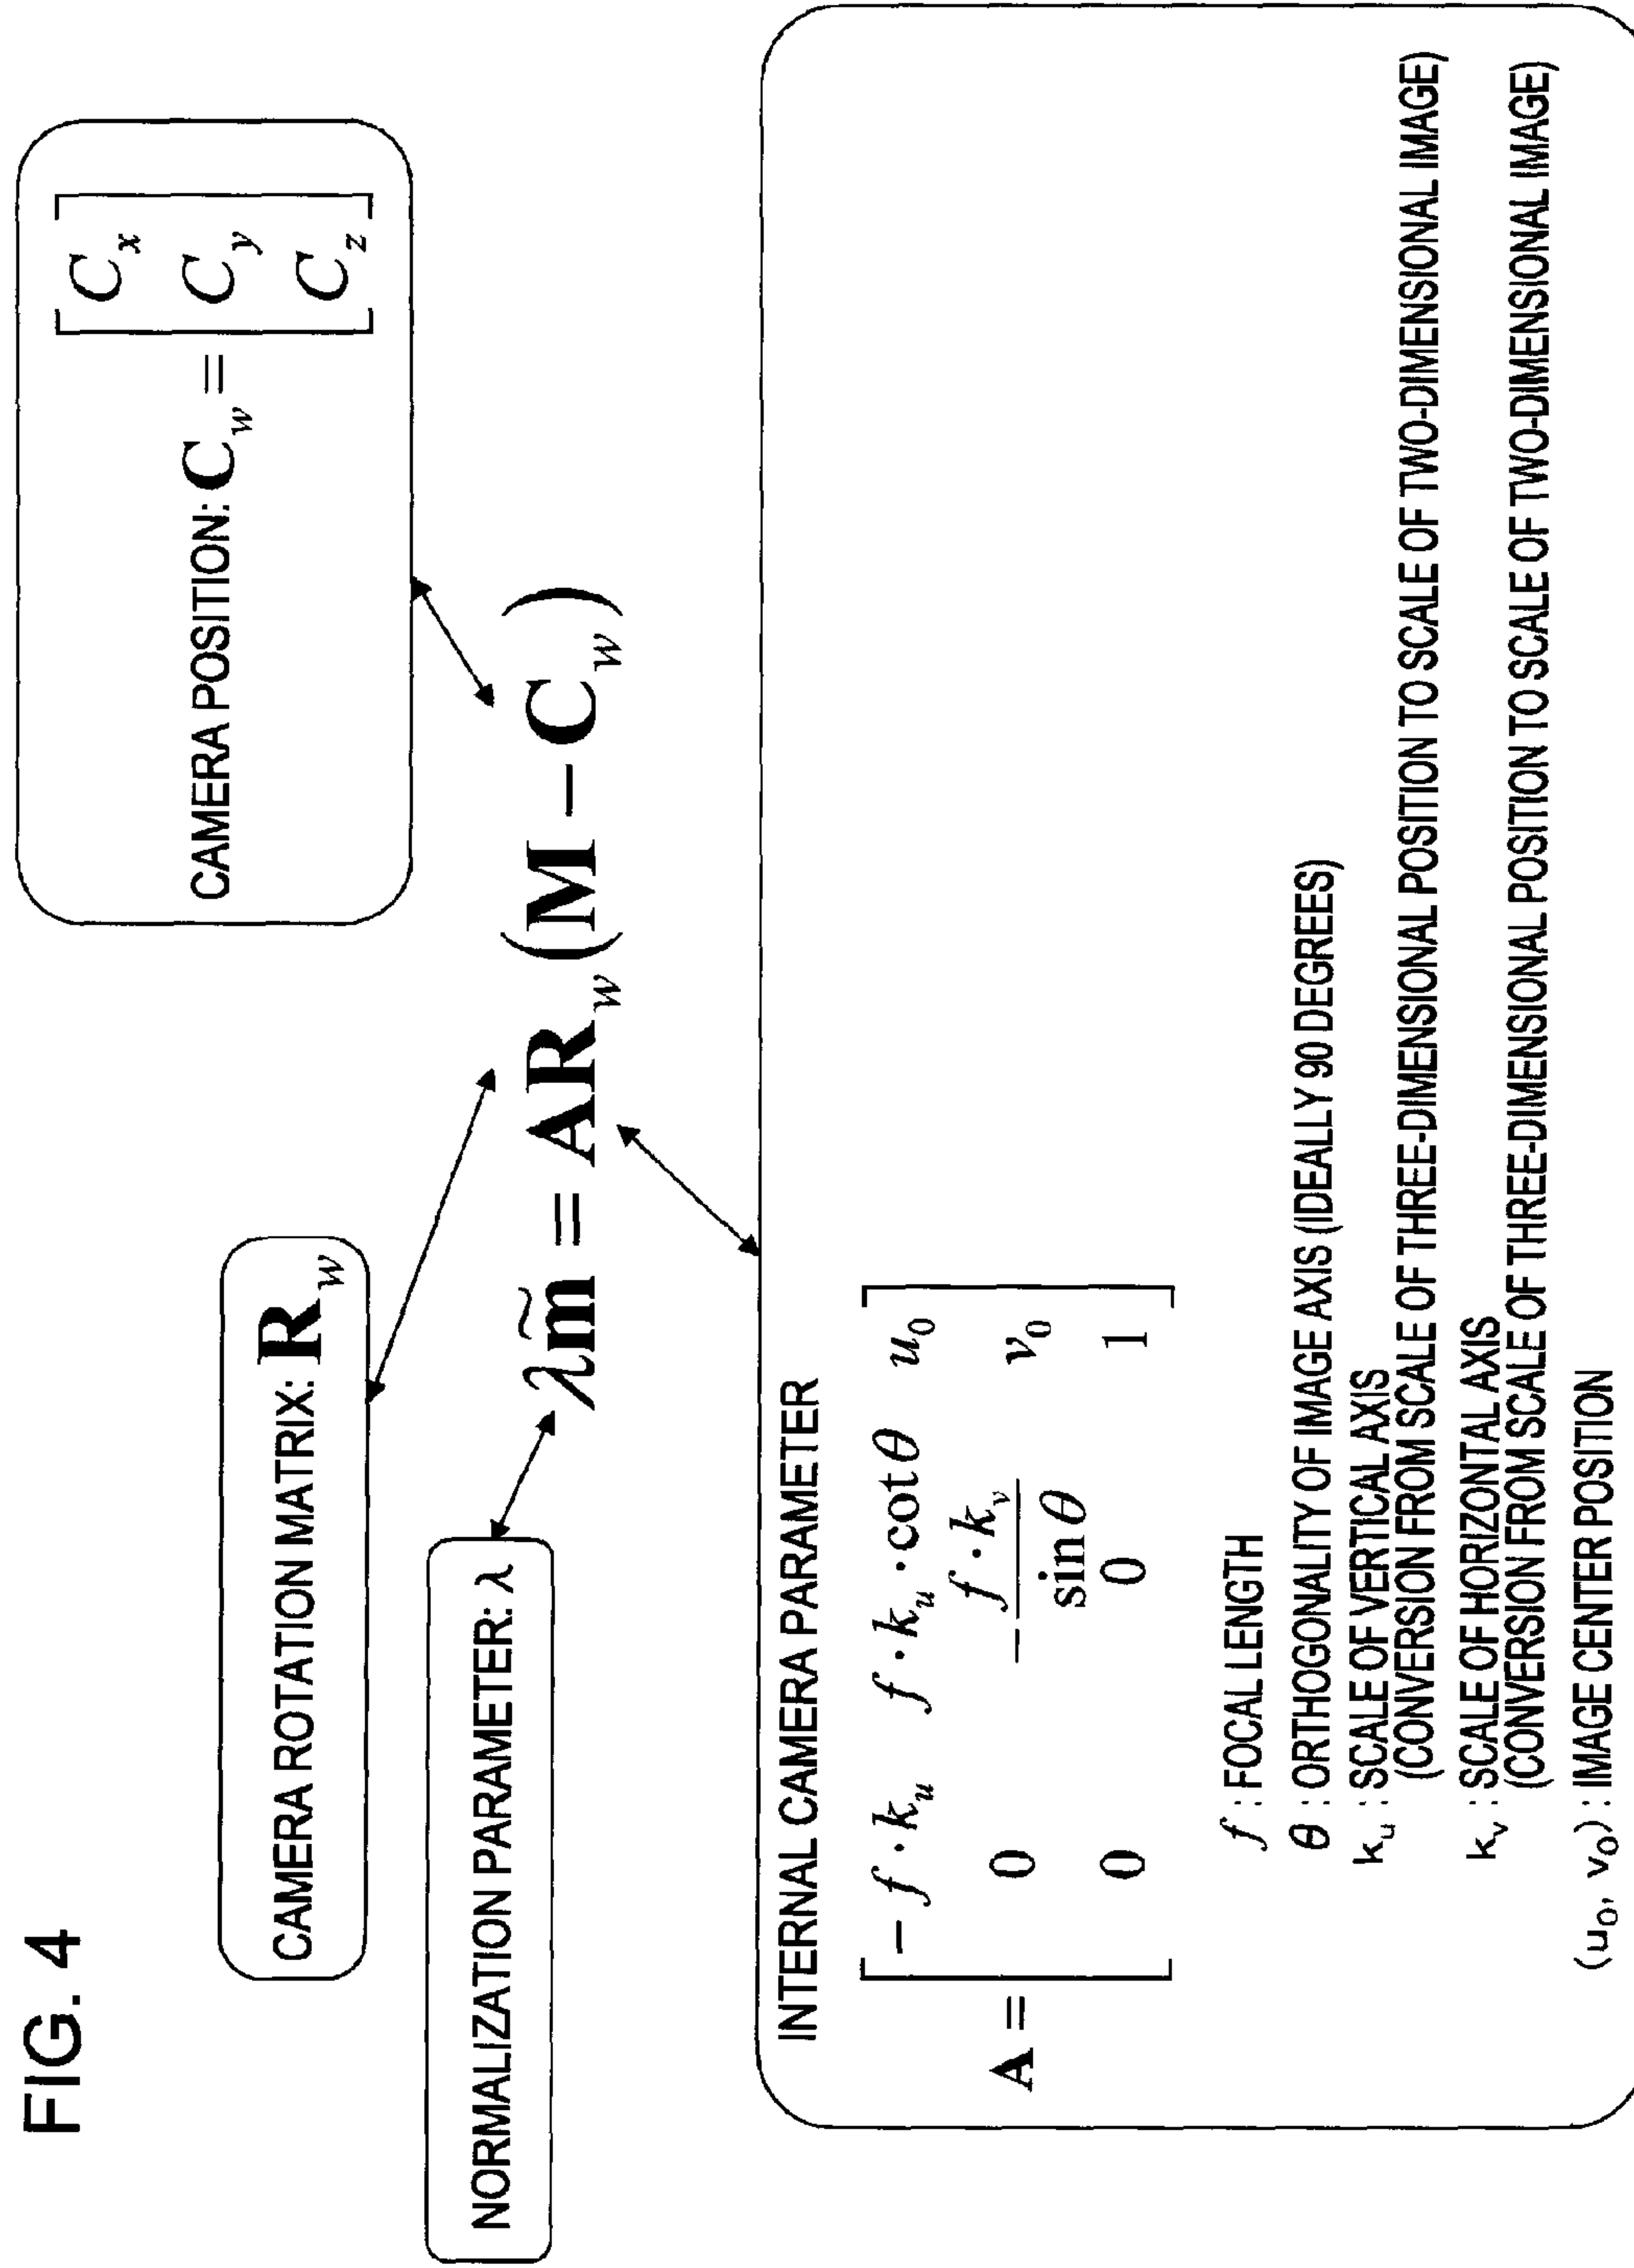 FIG. 4
CAMERA ROTATION MATRIX: R_w
NORMALIZATION PARAMETER: λ
CAMERA POSITION: C_w = [C_x C_y C_z]
λm̃ = AR_w (M − C_w)
INTERNAL CAMERA PARAMETER
A =
− f · k_u   f · k_u · cot θ   u_0
0   − f · k_v / sin θ   v_0
0   0   1
f : FOCAL LENGTH
θ : ORTHOGONALITY OF IMAGE AXIS (IDEALLY 90 DEGREES)
k_u : SCALE OF VERTICAL AXIS
(CONVERSION FROM SCALE OF THREE-DIMENSIONAL POSITION TO SCALE OF TWO-DIMENSIONAL IMAGE)
k_v : SCALE OF HORIZONTAL AXIS
(CONVERSION FROM SCALE OF THREE-DIMENSIONAL POSITION TO SCALE OF TWO-DIMENSIONAL IMAGE)
(u_0, v_0) : IMAGE CENTER POSITION